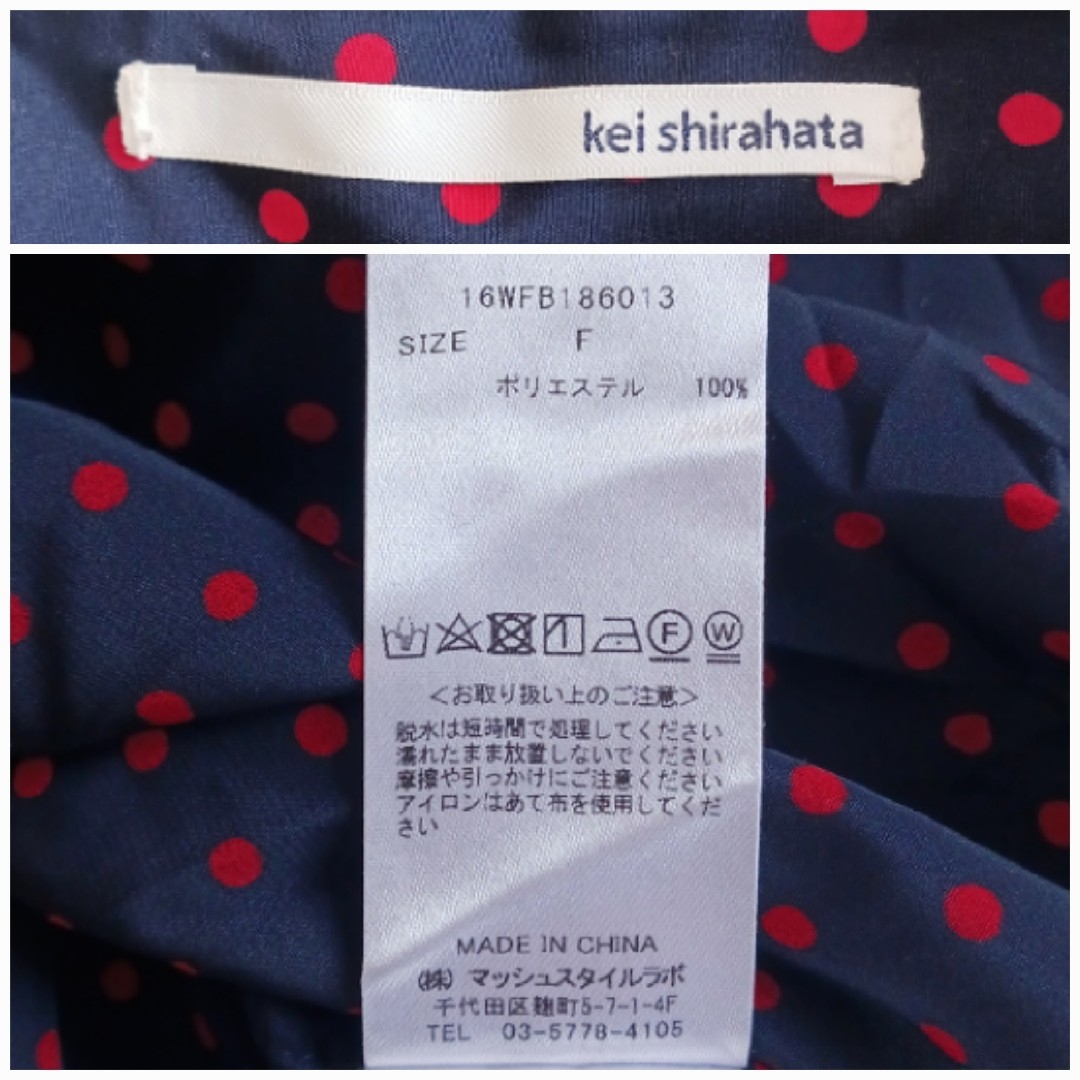 kei shirahata
16WFB186013
SIZE F
ポリエステル 100%
F W
<お取り扱い上のご注意>
脱水は短時間で処理してください
濡れたまま放置しないでください
摩擦や引っかけにご注意ください
アイロンはあて布を使用してくだ
さい
MADE IN CHINA
(株) マッシュスタイルラボ
千代田区麹町5-7-1-4F
TEL 03-5778-4105